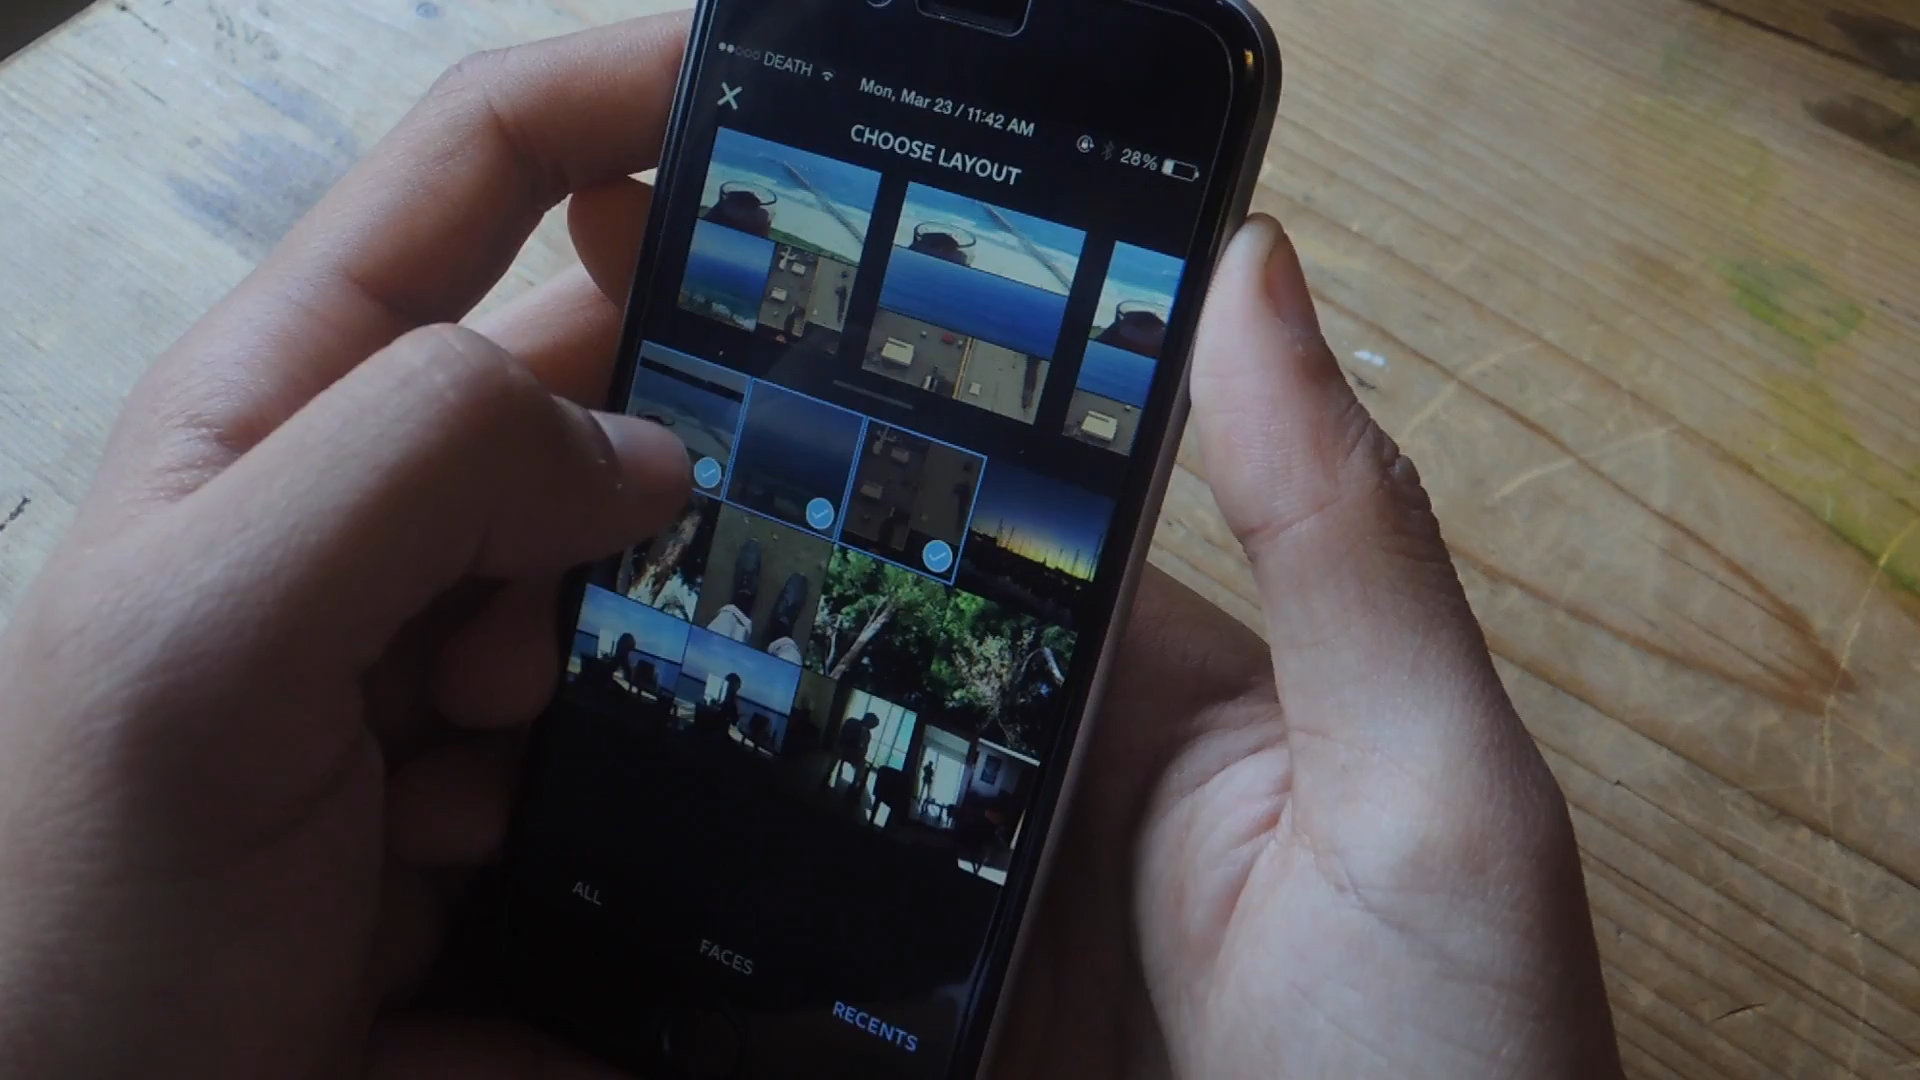 DEATH
Mon, Mar 23 / 11:42 AM
28%
CHOOSE LAYOUT
ALL
FACES
RECENTS